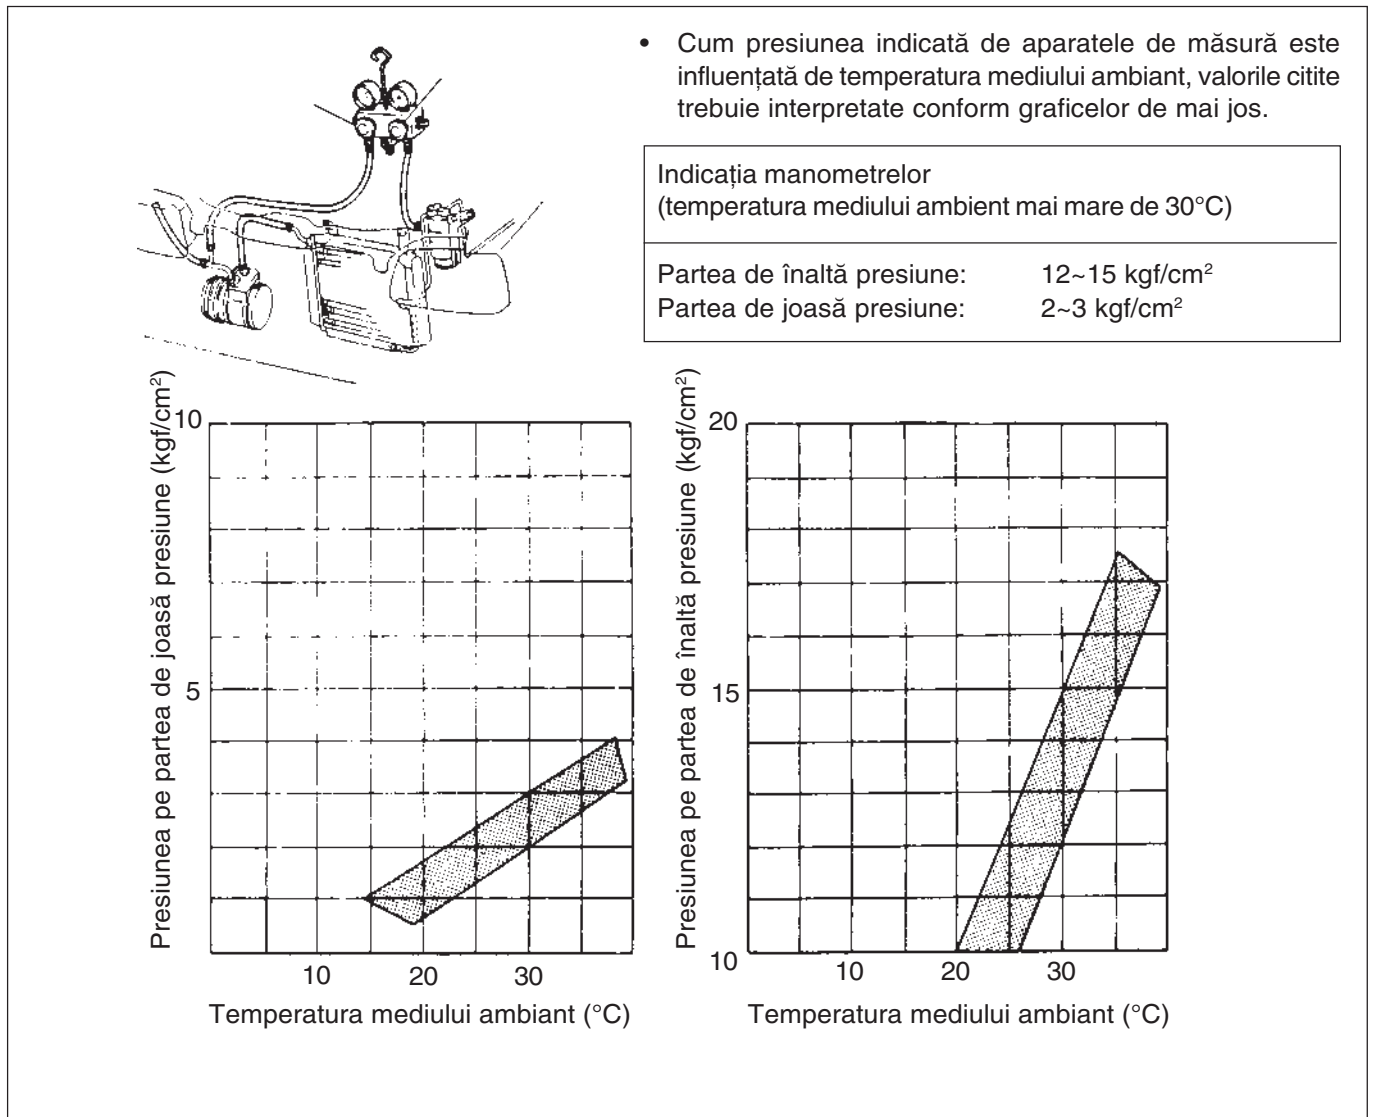 • Cum presiunea indicată de aparatele de măsură este
influențată de temperatura mediului ambiant, valorile citite
trebuie interpretate conform graficelor de mai jos.
Indicația manometrelor
(temperatura mediului ambient mai mare de 30°C)
Partea de înaltă presiune: 12~15 kgf/cm²
Partea de joasă presiune: 2~3 kgf/cm²
Presiunea pe partea de joasă presiune (kgf/cm²)
10
5
10 20 30
Temperatura mediului ambiant (°C)
Presiunea pe partea de înaltă presiune (kgf/cm²)
20
15
10
10 20 30
Temperatura mediului ambiant (°C)